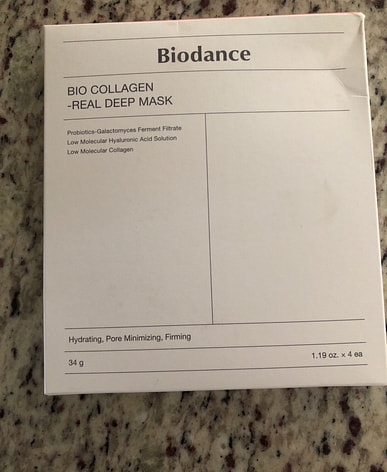 Biodance
BIO COLLAGEN
-REAL DEEP MASK
Probiotics-Galactomyces Ferment Filtrate
Low Molecular Hyaluronic Acid Solution
Low Molecular Collagen
Hydrating, Pore Minimizing, Firming
34 g
1.19 oz. × 4 ea